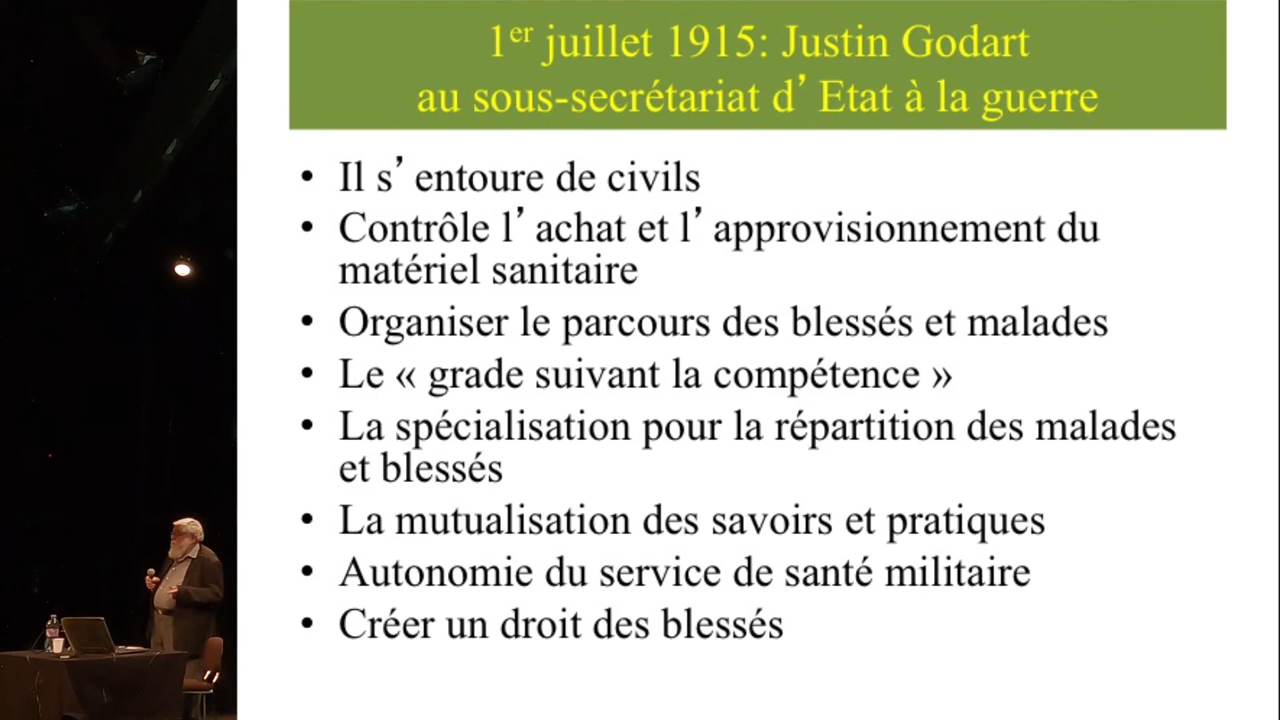 1er juillet 1915: Justin Godart
au sous-secrétariat d’ Etat à la guerre
• Il s’ entoure de civils
• Contrôle l’ achat et l’ approvisionnement du
matériel sanitaire
• Organiser le parcours des blessés et malades
• Le « grade suivant la compétence »
• La spécialisation pour la répartition des malades
et blessés
• La mutualisation des savoirs et pratiques
• Autonomie du service de santé militaire
• Créer un droit des blessés